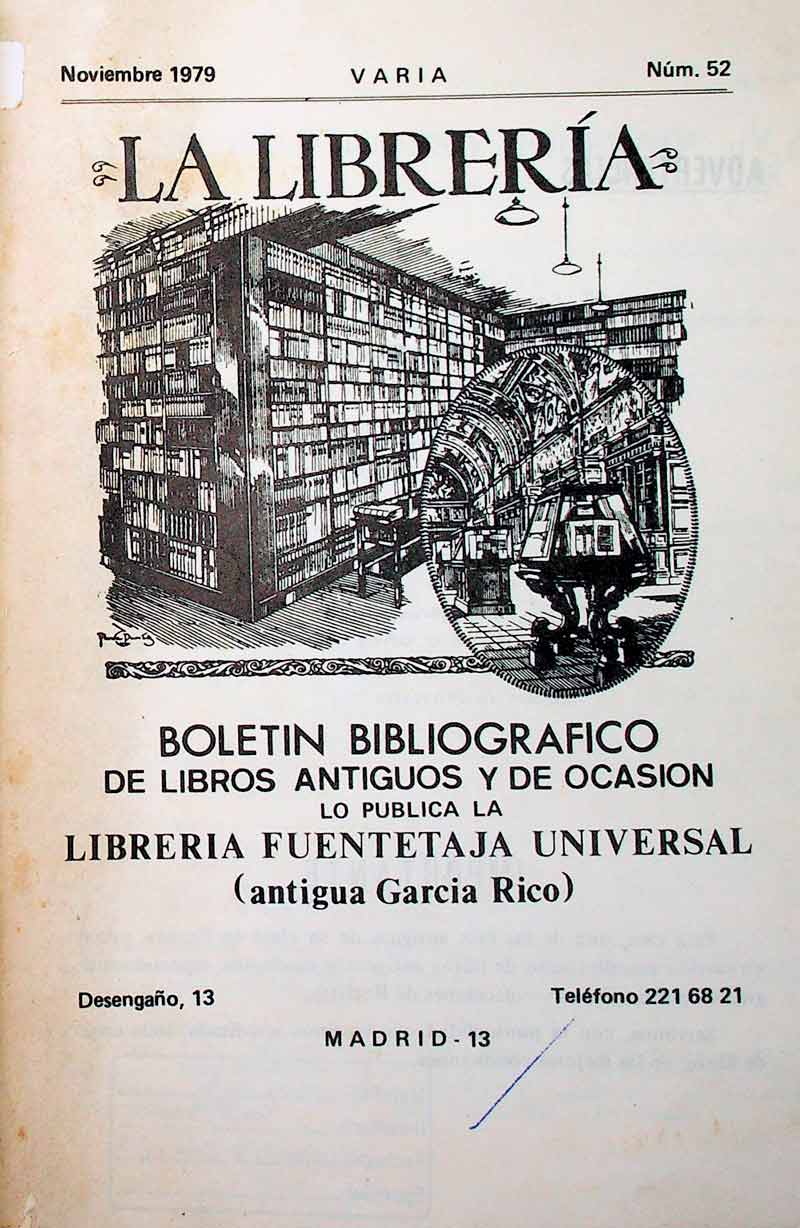 Noviembre 1979 VARIA Núm. 52
LA LIBRERÍA
BOLETIN BIBLIOGRAFICO
DE LIBROS ANTIGUOS Y DE OCASION
LO PUBLICA LA
LIBRERIA FUENTETAJA UNIVERSAL
(antigua Garcia Rico)
Desengaño, 13 Teléfono 221 68 21
MADRID - 13